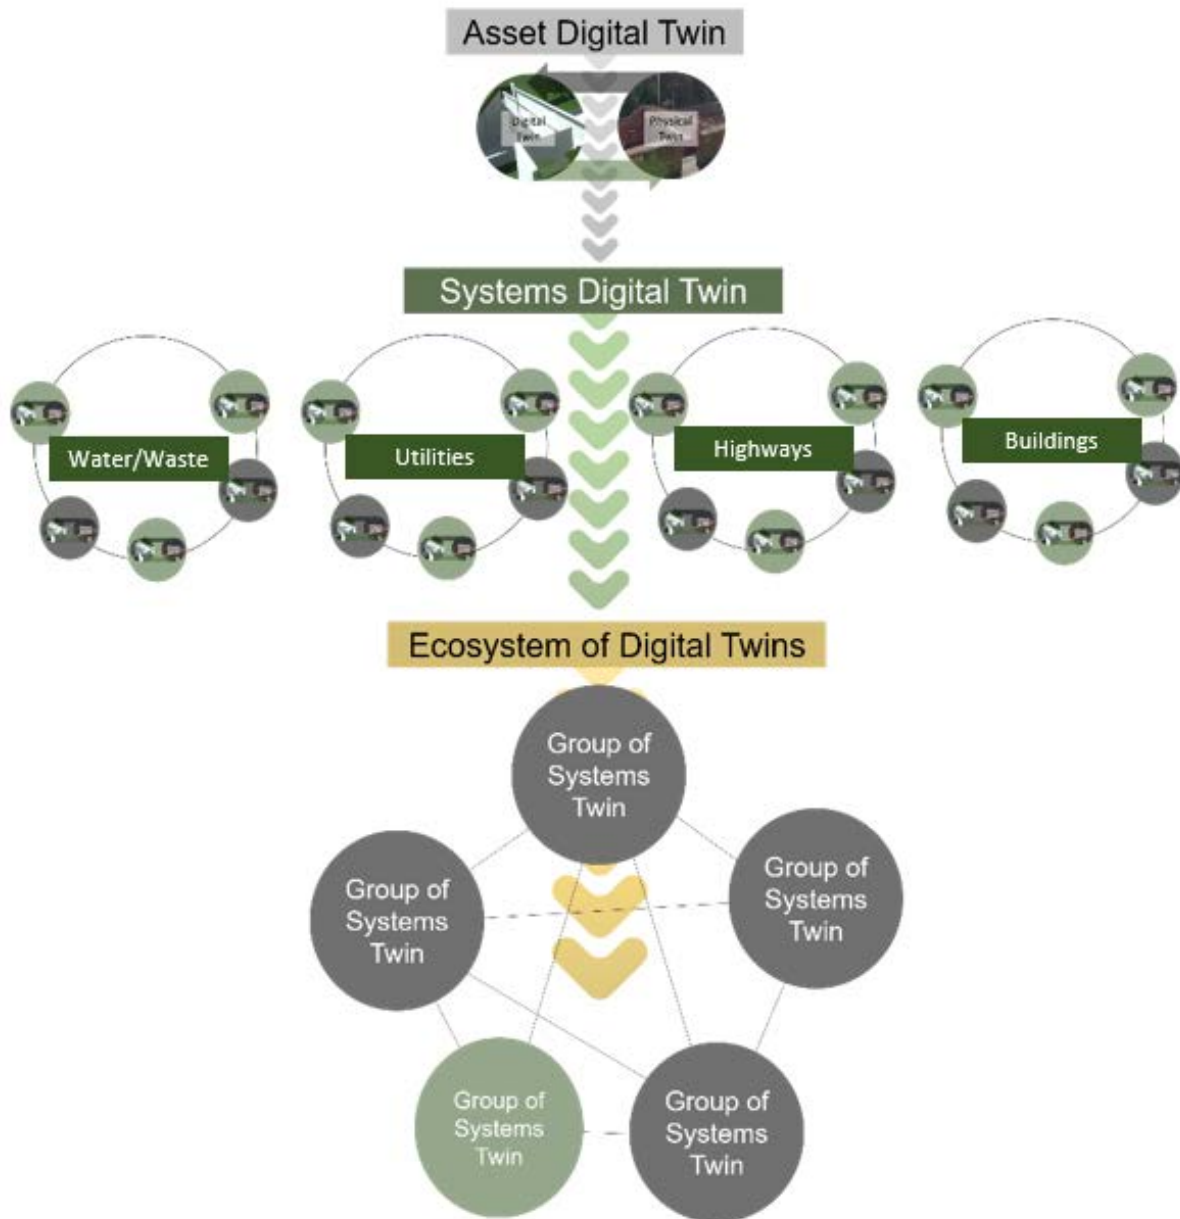 Asset Digital Twin
Digital
Twin
Physical
Twin
Systems Digital Twin
Water/Waste
Utilities
Highways
Buildings
Ecosystem of Digital Twins
Group of
Systems
Twin
Group of
Systems
Twin
Group of
Systems
Twin
Group of
Systems
Twin
Group of
Systems
Twin